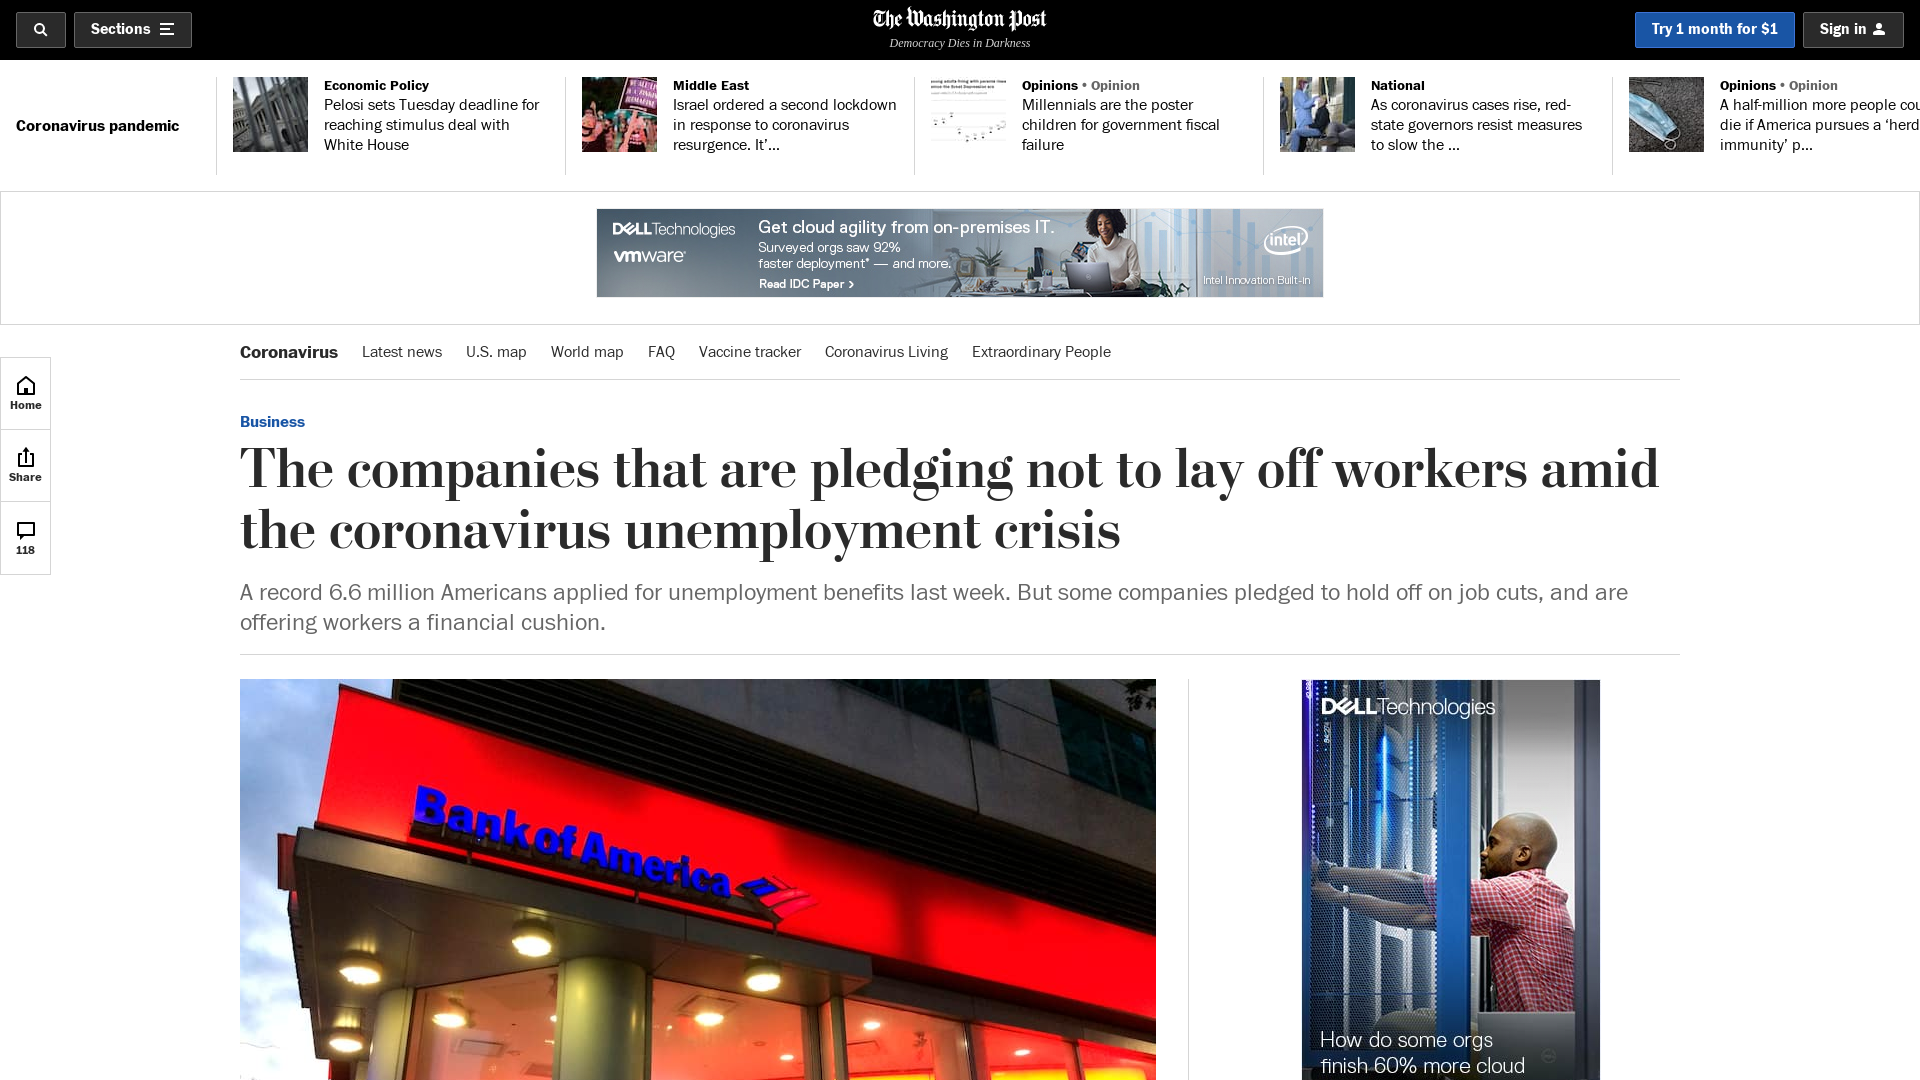 Sections
The Washington Post
Democracy Dies in Darkness
Try 1 month for $1
Sign in
Coronavirus pandemic
Economic Policy
Pelosi sets Tuesday deadline for
reaching stimulus deal with
White House
Middle East
Israel ordered a second lockdown
in response to coronavirus
resurgence. It’s...
Opinions • Opinion
Millennials are the poster
children for government fiscal
failure
National
As coronavirus cases rise, red-
state governors resist measures
to slow the ...
Opinions • Opinion
A half-million more people cou
die if America pursues a ‘herd
immunity’ p...
DELLTechnologies
vmware
Get cloud agility from on-premises IT.
Surveyed orgs saw 92%
faster deployment* — and more.
Read IDC Paper >
intel
Intel Innovation Built-in
Coronavirus
Latest news
U.S. map
World map
FAQ
Vaccine tracker
Coronavirus Living
Extraordinary People
Home
Share
118
Business
The companies that are pledging not to lay off workers amid
the coronavirus unemployment crisis
A record 6.6 million Americans applied for unemployment benefits last week. But some companies pledged to hold off on job cuts, and are
offering workers a financial cushion.
Bank of America
DELLTechnologies
How do some orgs
finish 60% more cloud